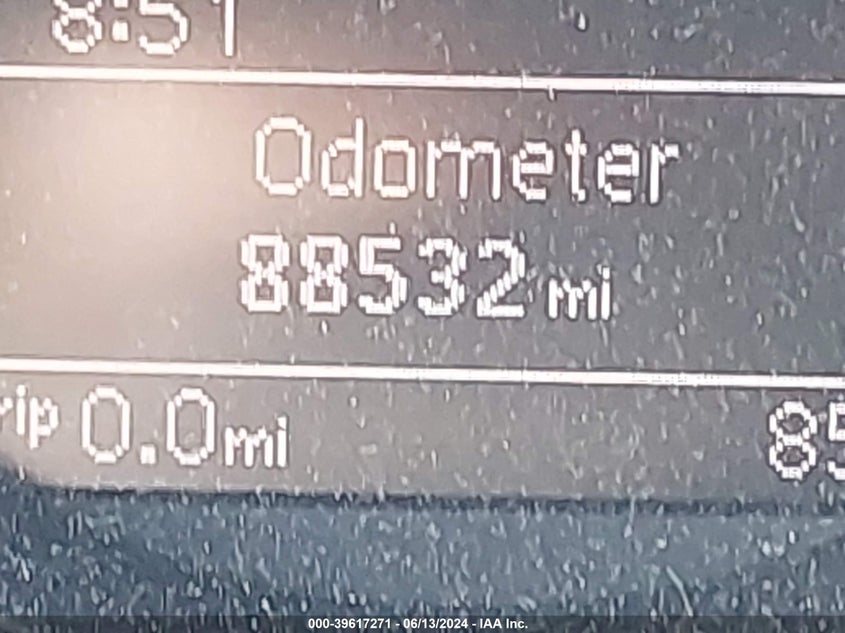 8:51
Odometer
88532 mi
rip 0.0 mi 85
000-39617271 - 06/13/2024 - IAA Inc.